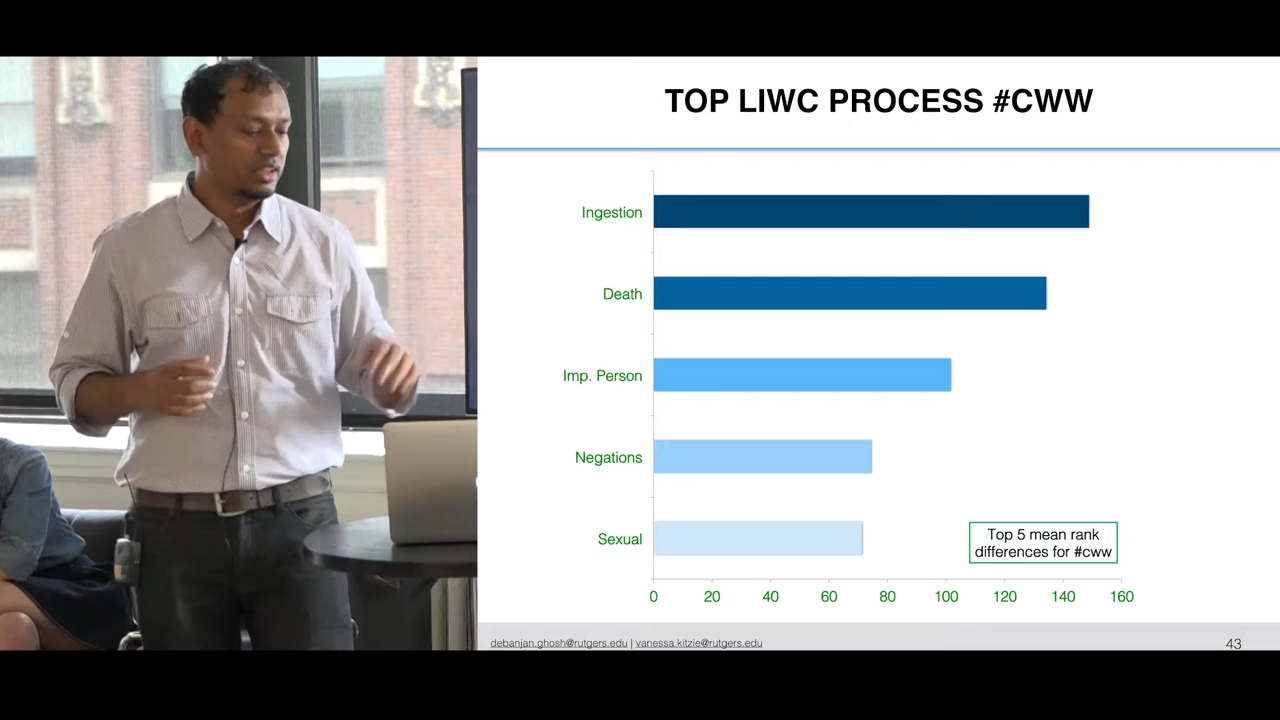 TOP LIWC PROCESS #CWW
Ingestion
Death
Imp. Person
Negations
Sexual
Top 5 mean rank
differences for #cww
0 20 40 60 80 100 120 140 160
debanjan.ghosh@rutgers.edu | vanessa.kitzie@rutgers.edu
43